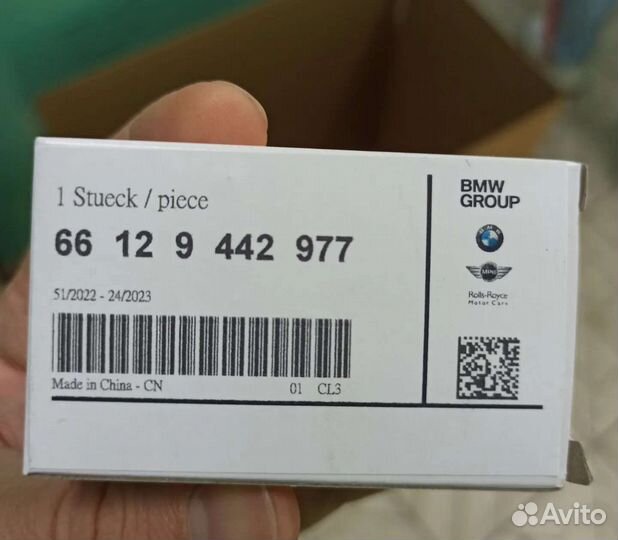 1 Stueck / piece
66 12 9 442 977
51/2022 - 24/2023
Made in China - CN 01 CL3
BMW
GROUP
BMW
MINI
Rolls-Royce
Motor Cars
Avito